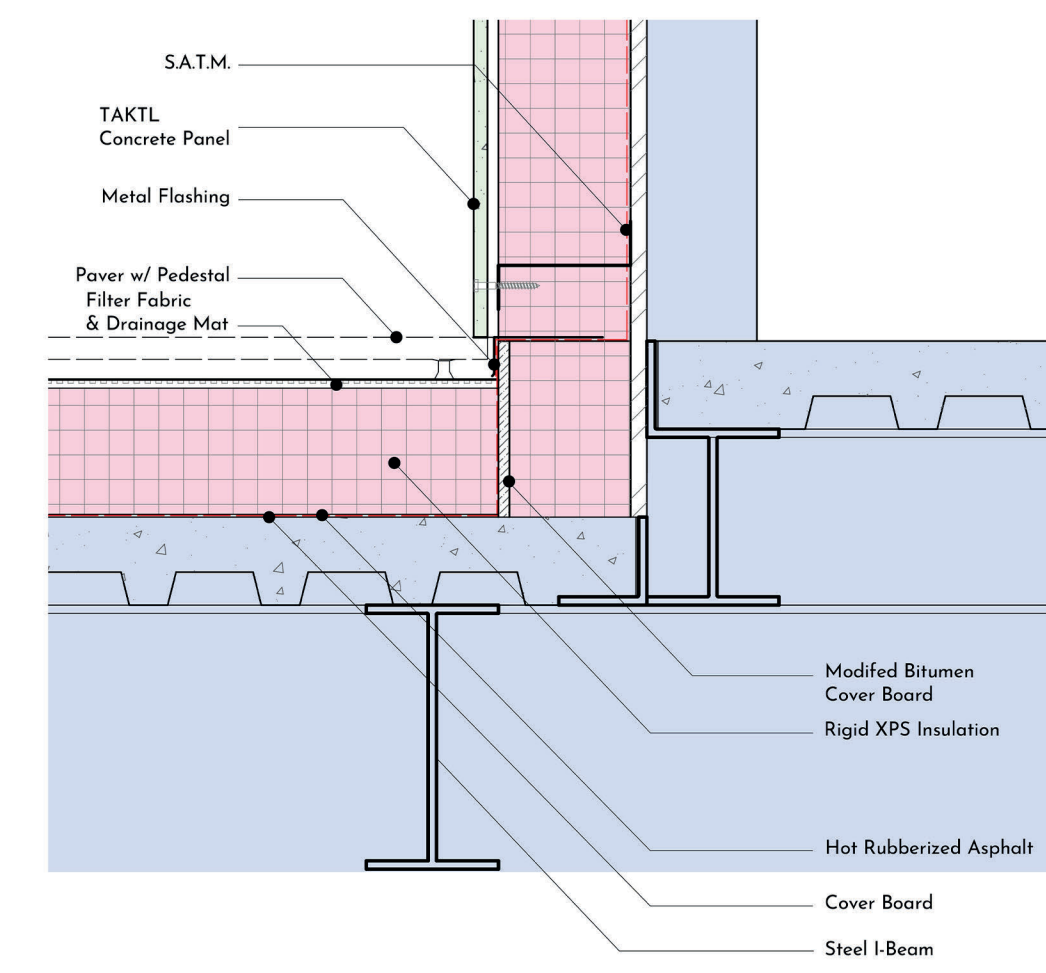 S.A.T.M.
TAKTL
Concrete Panel
Metal Flashing
Paver w/ Pedestal
Filter Fabric
& Drainage Mat
Modifed Bitumen
Cover Board
Rigid XPS Insulation
Hot Rubberized Asphalt
Cover Board
Steel I-Beam